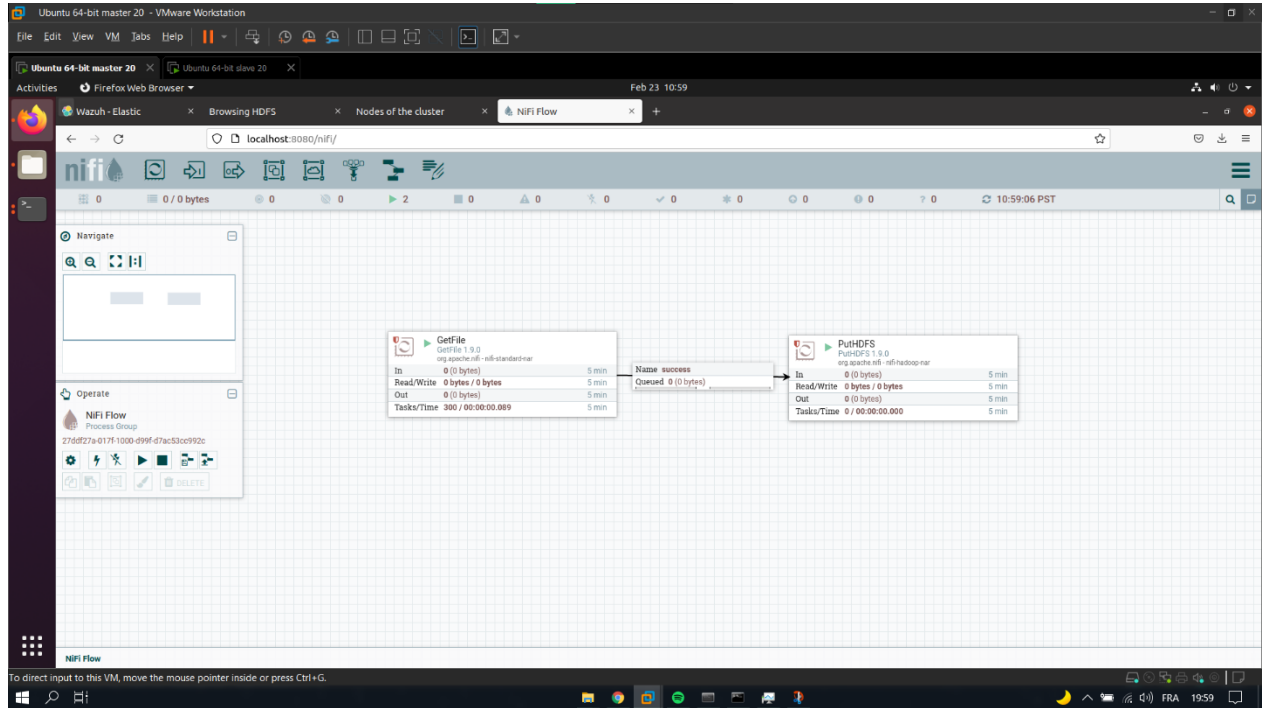 Ubuntu 64-bit master 20 - VMware Workstation
File Edit View VM Tabs Help
Ubuntu 64-bit master 20 Ubuntu 64-bit slave 20
Activities Firefox Web Browser Feb 23 10:59
Wazuh - Elastic Browsing HDFS Nodes of the cluster NiFi Flow
localhost:8080/nifi/
nifi
0 0 / 0 bytes 0 0 2 0 0 0 0 0 0 0 ? 0 10:59:06 PST
Navigate
GetFile
GetFile 1.9.0
org.apache.nifi - nifi-standard-nar
In 0 (0 bytes) 5 min
Read/Write 0 bytes / 0 bytes 5 min
Out 0 (0 bytes) 5 min
Tasks/Time 300 / 00:00:00.089 5 min
Name success
Queued 0 (0 bytes)
PutHDFS
PutHDFS 1.9.0
org.apache.nifi - nifi-hadoop-nar
In 0 (0 bytes) 5 min
Read/Write 0 bytes / 0 bytes 5 min
Out 0 (0 bytes) 5 min
Tasks/Time 0 / 00:00:00.000 5 min
Operate
NiFi Flow
Process Group
27ddf27a-017f-1000-d99f-d7ac53cc992c
DELETE
NiFi Flow
To direct input to this VM, move the mouse pointer inside or press Ctrl+G.
FRA 19:59